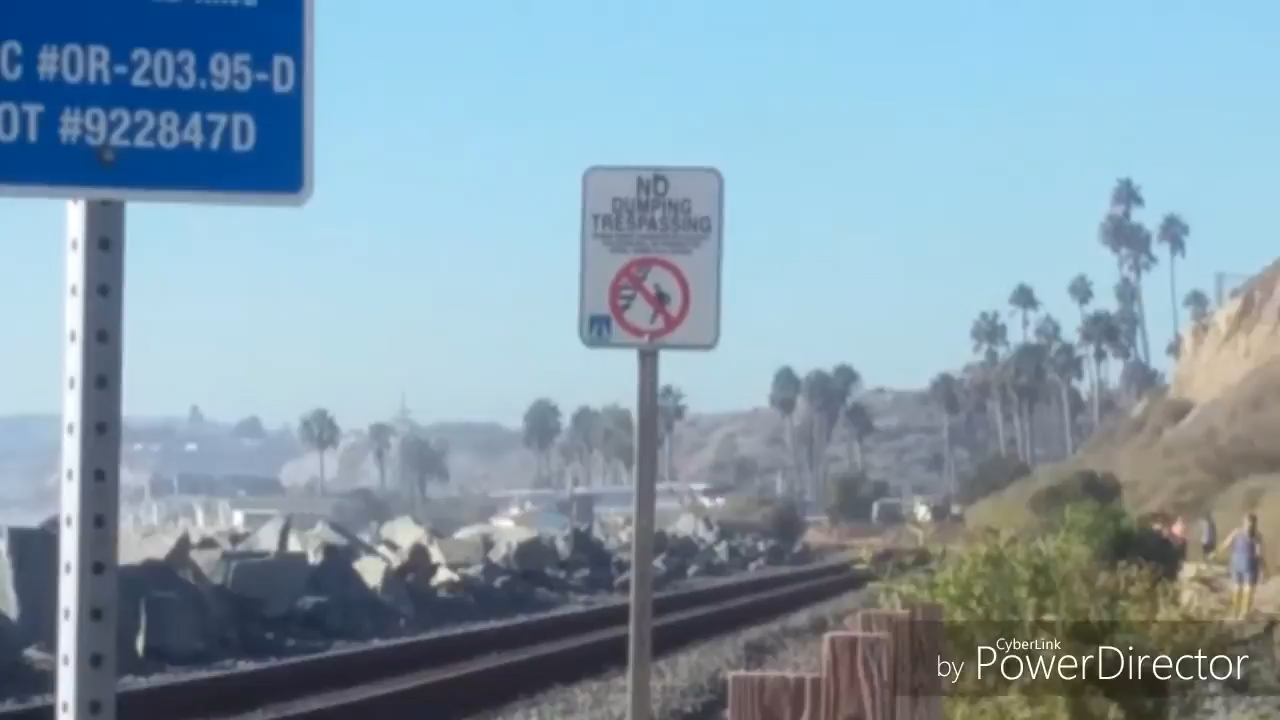 C #OR-203.95-D
OT #922847D
NO
DUMPING
TRESPASSING
CyberLink
by PowerDirector